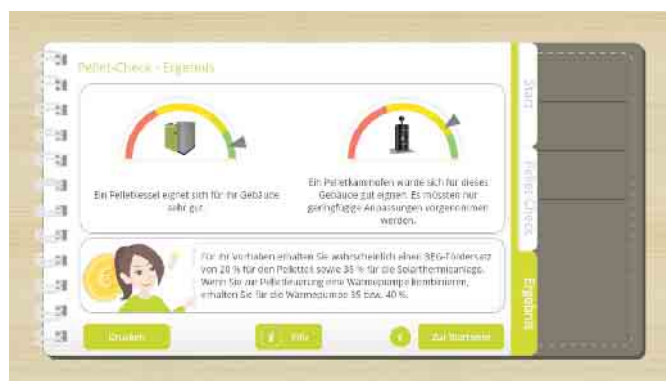 Pellet-Check - Ergebnis
Ein Pelletkessel eignet sich für Ihr Gebäude
sehr gut.
Ein Pelletkaminofen würde sich für dieses
Gebäude gut eignen. Es müssten nur
geringfügige Anpassungen vorgenommen
werden.
Für Ihr Vorhaben erhalten Sie wahrscheinlich einen BEG-Fördersatz
von 20 % für den Pelletteil sowie 35 % für die Solarthermieanlage.
Wenn Sie zur Pelletfeuerung eine Wärmepumpe kombinieren,
erhalten Sie für die Wärmepumpe 35 bzw. 40 %.
Drucken
Zur Startseite
Start
Pellet-Check
Ergebnis